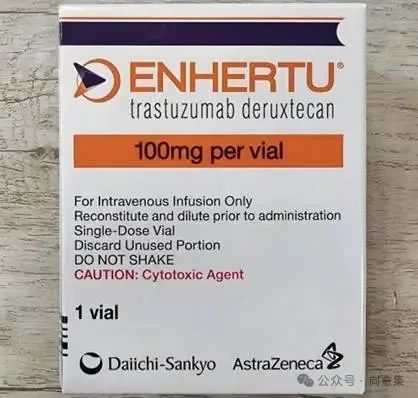 ENHERTU®
trastuzumab deruxtecan
100mg per vial
For Intravenous Infusion Only
Reconstitute and dilute prior to administration
Single-Dose Vial
Discard Unused Portion
DO NOT SHAKE
CAUTION: Cytotoxic Agent
1 vial
Daiichi-Sankyo AstraZeneca
公众号 · 向愈集